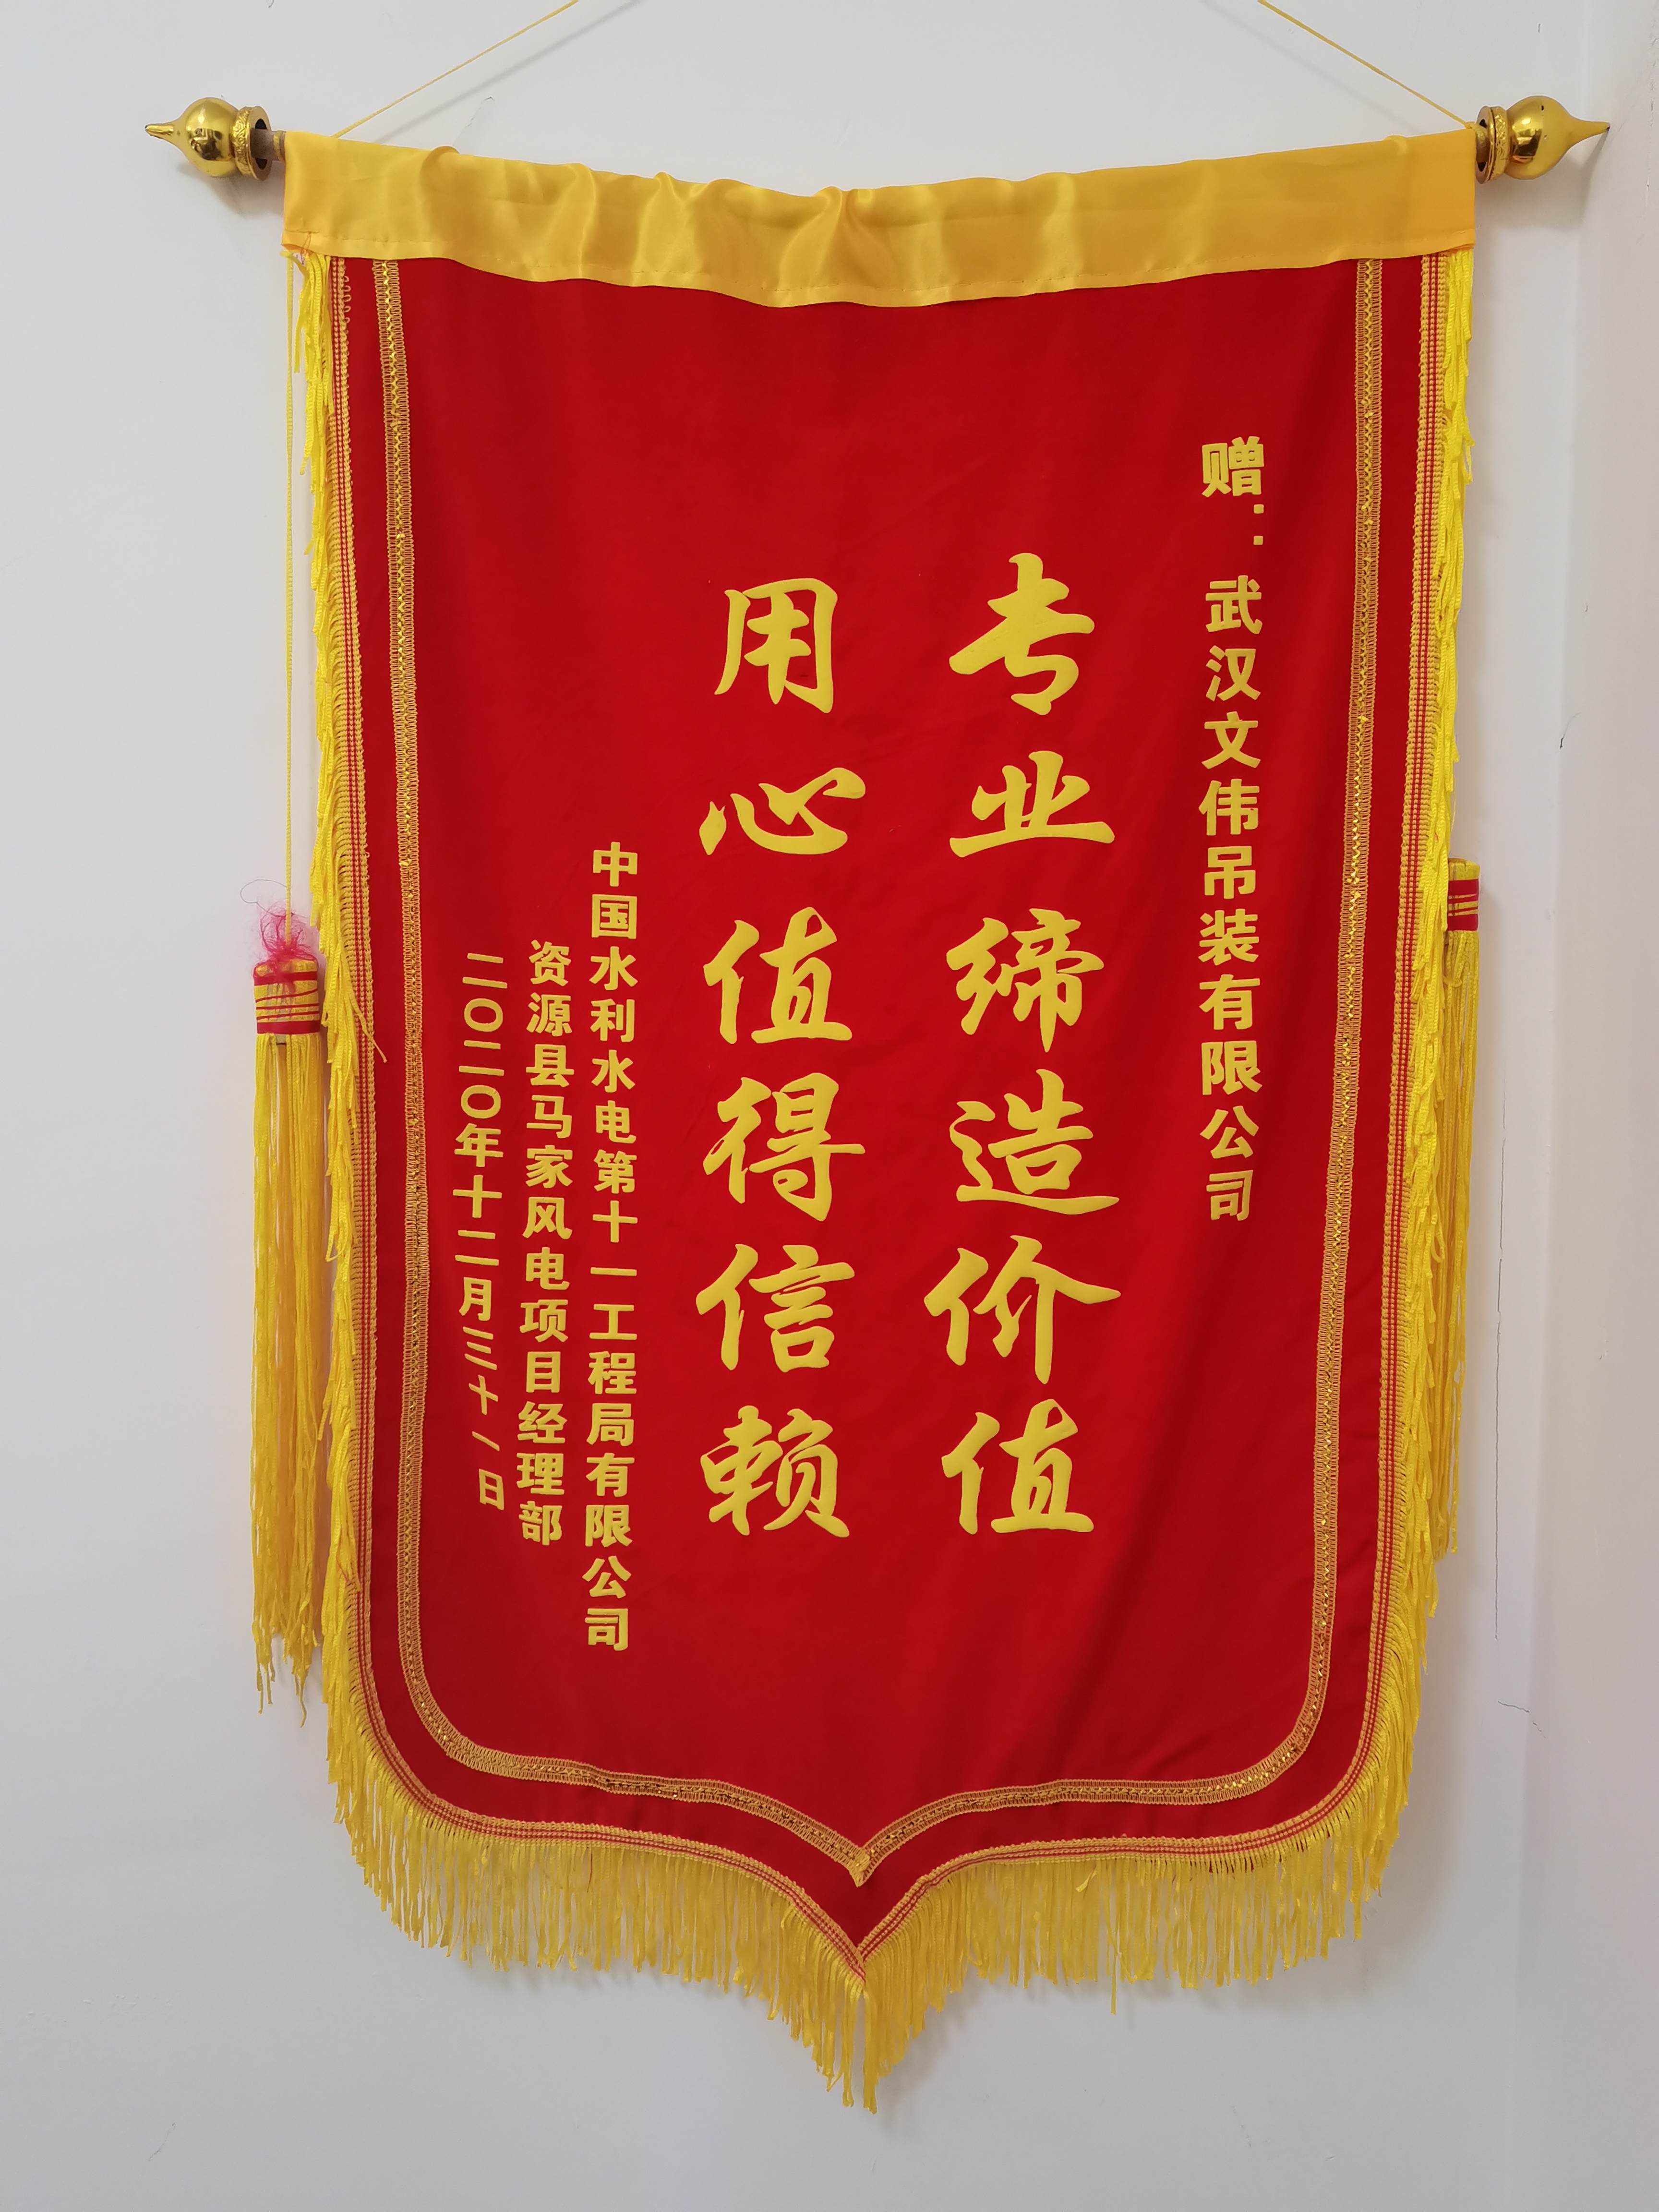 赠：武汉文伟吊装有限公司
专业缔造价值
用心值得信赖
中国水利水电第十一工程局有限公司
资源县马家风电项目经理部
二〇二〇年十二月三十一日